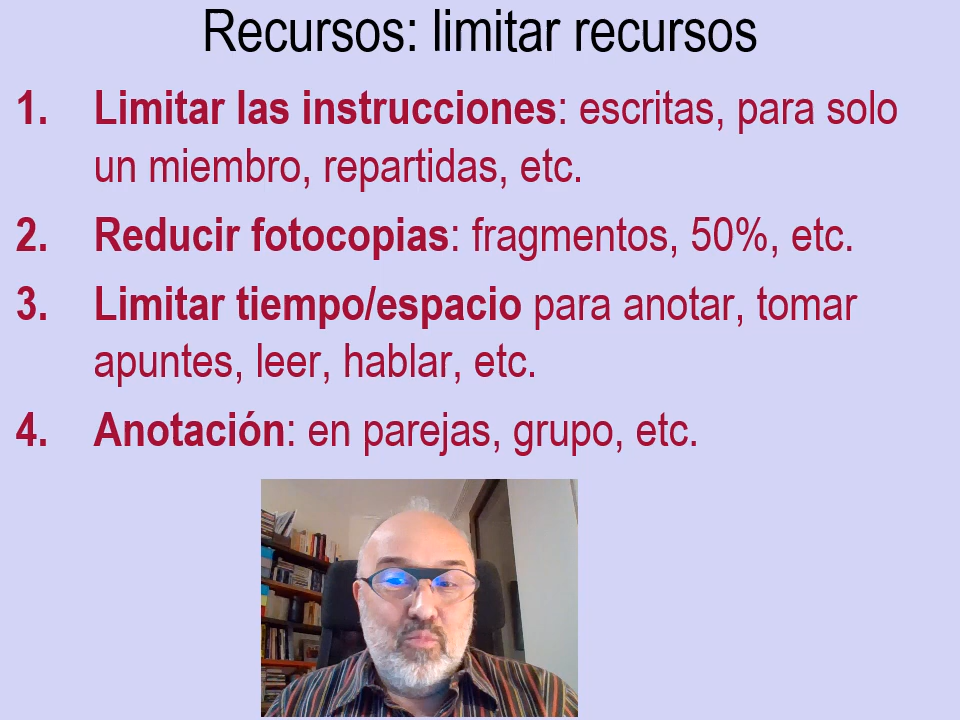 Recursos: limitar recursos
1. Limitar las instrucciones: escritas, para solo
un miembro, repartidas, etc.
2. Reducir fotocopias: fragmentos, 50%, etc.
3. Limitar tiempo/espacio para anotar, tomar
apuntes, leer, hablar, etc.
4. Anotación: en parejas, grupo, etc.